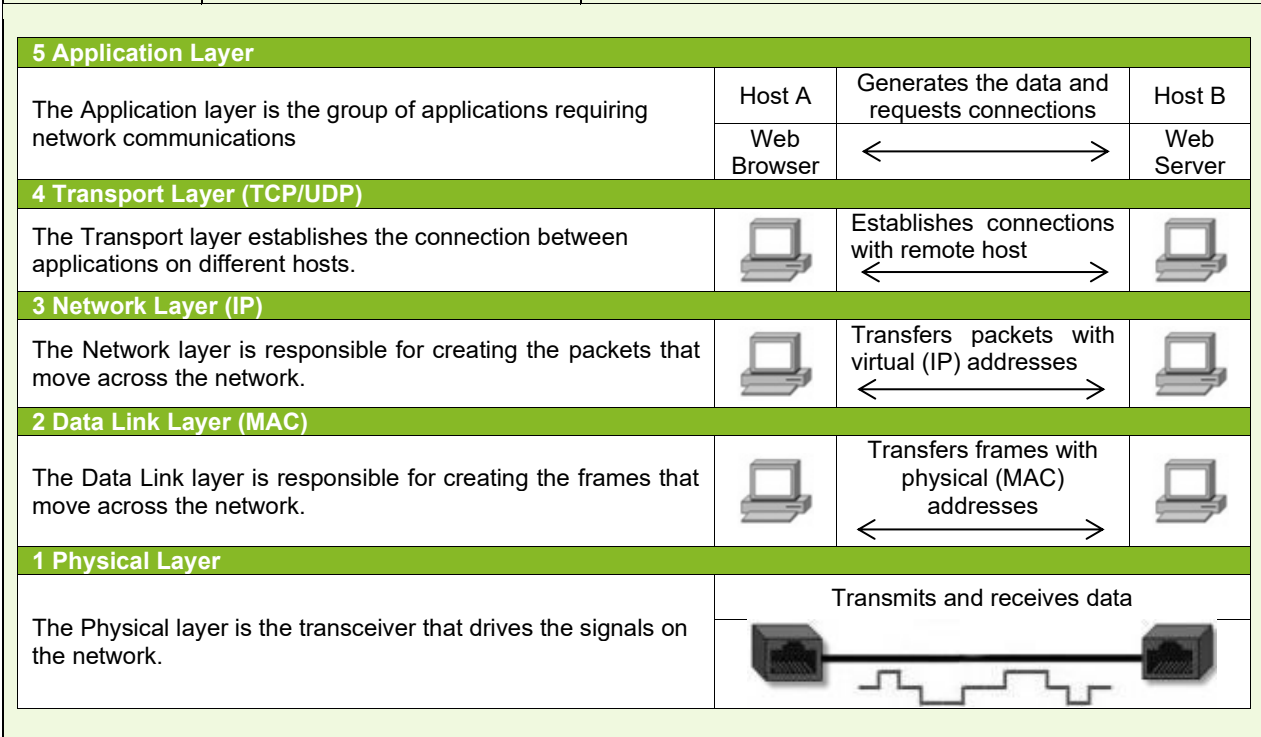 5 Application Layer
The Application layer is the group of applications requiring
network communications
Host A
Generates the data and
requests connections
Host B
Web
Browser
Web
Server
4 Transport Layer (TCP/UDP)
The Transport layer establishes the connection between
applications on different hosts.
Establishes connections
with remote host
3 Network Layer (IP)
The Network layer is responsible for creating the packets that
move across the network.
Transfers packets with
virtual (IP) addresses
2 Data Link Layer (MAC)
The Data Link layer is responsible for creating the frames that
move across the network.
Transfers frames with
physical (MAC)
addresses
1 Physical Layer
The Physical layer is the transceiver that drives the signals on
the network.
Transmits and receives data